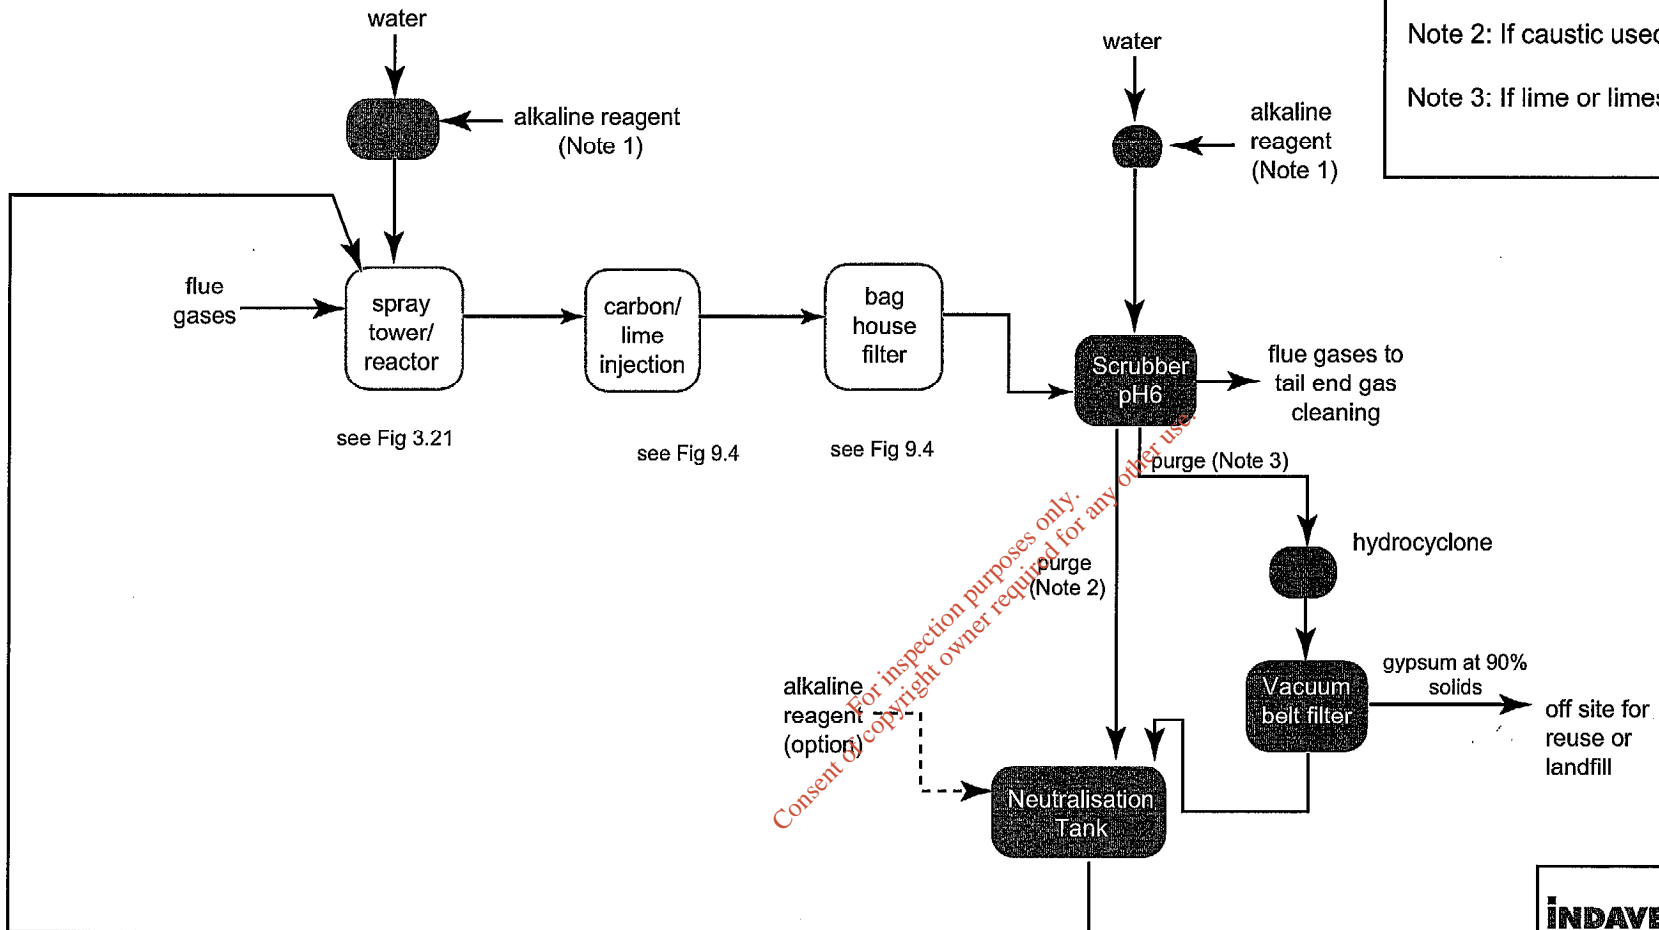 water
water
Note 2: If caustic used
Note 3: If lime or limes
alkaline reagent
(Note 1)
alkaline
reagent
(Note 1)
flue
gases
spray
tower/
reactor
carbon/
lime
injection
bag
house
filter
Scrubber
pH6
flue gases to
tail end gas
cleaning
see Fig 3.21
see Fig 9.4
see Fig 9.4
purge (Note 3)
hydrocyclone
purge
(Note 2)
Vacuum
belt filter
gypsum at 90%
solids
off site for
reuse or
landfill
alkaline
reagent
(option)
Neutralisation
Tank
For inspection purposes only.
Consent of copyright owner required for any other use.
INDAVE